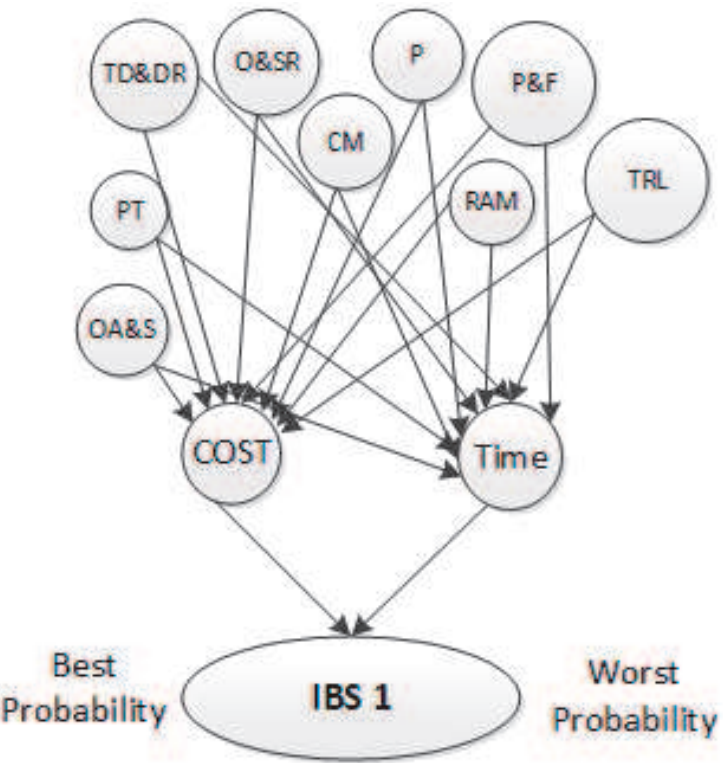 TD&DR
O&SR
P
P&F
CM
TRL
PT
RAM
OA&S
COST
Time
Best
Probability
IBS 1
Worst
Probability